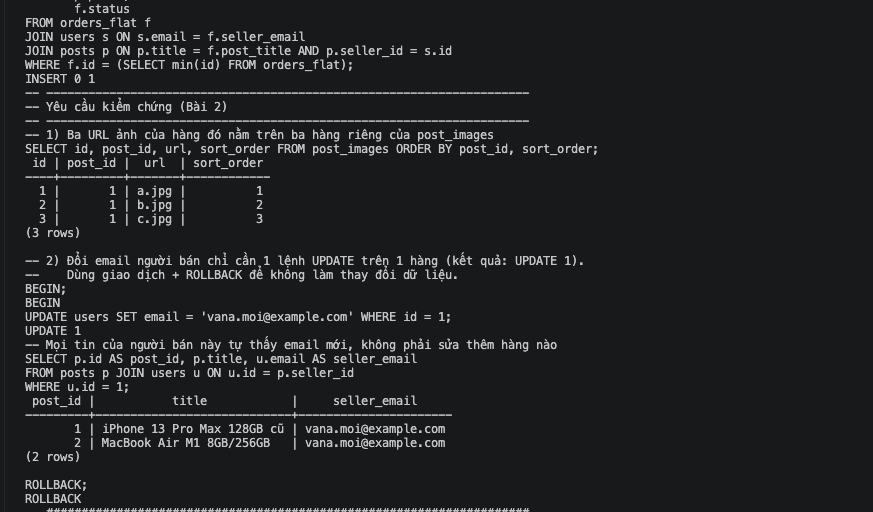 f.status
FROM orders_flat f
JOIN users s ON s.email = f.seller_email
JOIN posts p ON p.title = f.post_title AND p.seller_id = s.id
WHERE f.id = (SELECT min(id) FROM orders_flat);
INSERT 0 1
-- ---------------------------------------------------------------------
-- Yêu cầu kiểm chứng (Bài 2)
-- ---------------------------------------------------------------------
-- 1) Ba URL ảnh của hàng đó nằm trên ba hàng riêng của post_images
SELECT id, post_id, url, sort_order FROM post_images ORDER BY post_id, sort_order;
id | post_id | url | sort_order
----+---------+-------+------------
1 | 1 | a.jpg | 1
2 | 1 | b.jpg | 2
3 | 1 | c.jpg | 3
(3 rows)
-- 2) Đổi email người bán chỉ cần 1 lệnh UPDATE trên 1 hàng (kết quả: UPDATE 1).
-- Dùng giao dịch + ROLLBACK để không làm thay đổi dữ liệu.
BEGIN;
BEGIN
UPDATE users SET email = 'vana.moi@example.com' WHERE id = 1;
UPDATE 1
-- Mọi tin của người bán này tự thấy email mới, không phải sửa thêm hàng nào
SELECT p.id AS post_id, p.title, u.email AS seller_email
FROM posts p JOIN users u ON u.id = p.seller_id
WHERE u.id = 1;
post_id | title | seller_email
---------+----------------------------+----------------------
1 | iPhone 13 Pro Max 128GB cũ | vana.moi@example.com
2 | MacBook Air M1 8GB/256GB | vana.moi@example.com
(2 rows)
ROLLBACK;
ROLLBACK